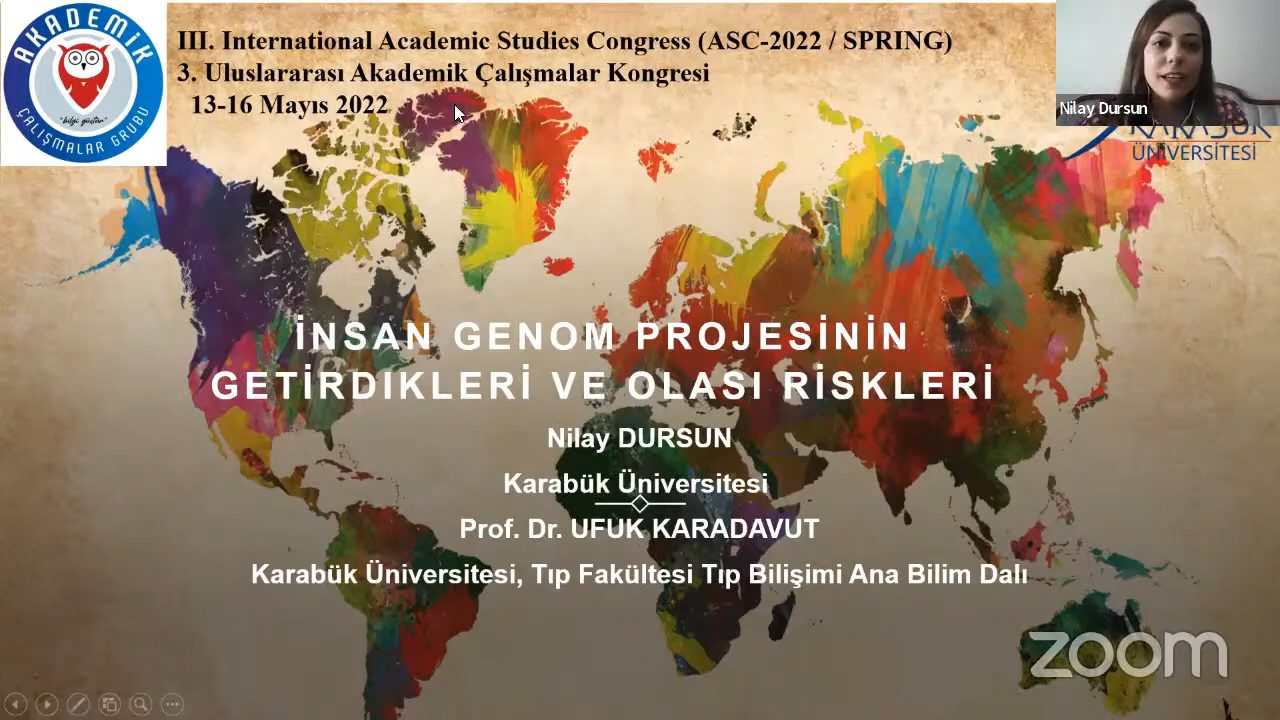 AKADEMİK
"bilgi güçtür"
ÇALIŞMALAR GRUBU
III. International Academic Studies Congress (ASC-2022 / SPRING)
3. Uluslararası Akademik Çalışmalar Kongresi
13-16 Mayıs 2022
Nilay Dursun
KARABÜK
ÜNİVERSİTESİ
İNSAN GENOM PROJESİNİN
GETİRDIKLERİ VE OLASI RİSKLERİ
Nilay DURSUN
Karabük Üniversitesi
Prof. Dr. UFUK KARADAVUT
Karabük Üniversitesi, Tıp Fakültesi Tıp Bilişimi Ana Bilim Dalı
zoom